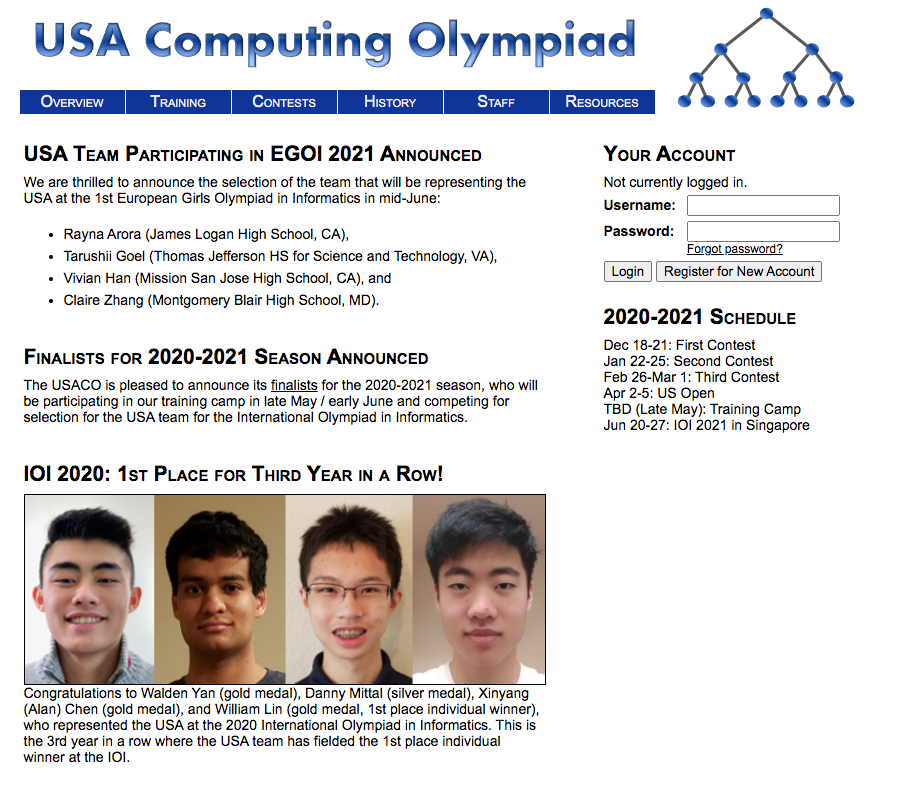 USA Computing Olympiad
Overview
Training
Contests
History
Staff
Resources
USA Team Participating in EGOI 2021 Announced
We are thrilled to announce the selection of the team that will be representing the
USA at the 1st European Girls Olympiad in Informatics in mid-June:
• Rayna Arora (James Logan High School, CA),
• Tarushii Goel (Thomas Jefferson HS for Science and Technology, VA),
• Vivian Han (Mission San Jose High School, CA), and
• Claire Zhang (Montgomery Blair High School, MD).
Finalists for 2020-2021 Season Announced
The USACO is pleased to announce its finalists for the 2020-2021 season, who will
be participating in our training camp in late May / early June and competing for
selection for the USA team for the International Olympiad in Informatics.
IOI 2020: 1st Place for Third Year in a Row!
Congratulations to Walden Yan (gold medal), Danny Mittal (silver medal), Xinyang
(Alan) Chen (gold medal), and William Lin (gold medal, 1st place individual winner),
who represented the USA at the 2020 International Olympiad in Informatics. This is
the 3rd year in a row where the USA team has fielded the 1st place individual
winner at the IOI.
Your Account
Not currently logged in.
Username:
Password:
Forgot password?
Login
Register for New Account
2020-2021 Schedule
Dec 18-21: First Contest
Jan 22-25: Second Contest
Feb 26-Mar 1: Third Contest
Apr 2-5: US Open
TBD (Late May): Training Camp
Jun 20-27: IOI 2021 in Singapore